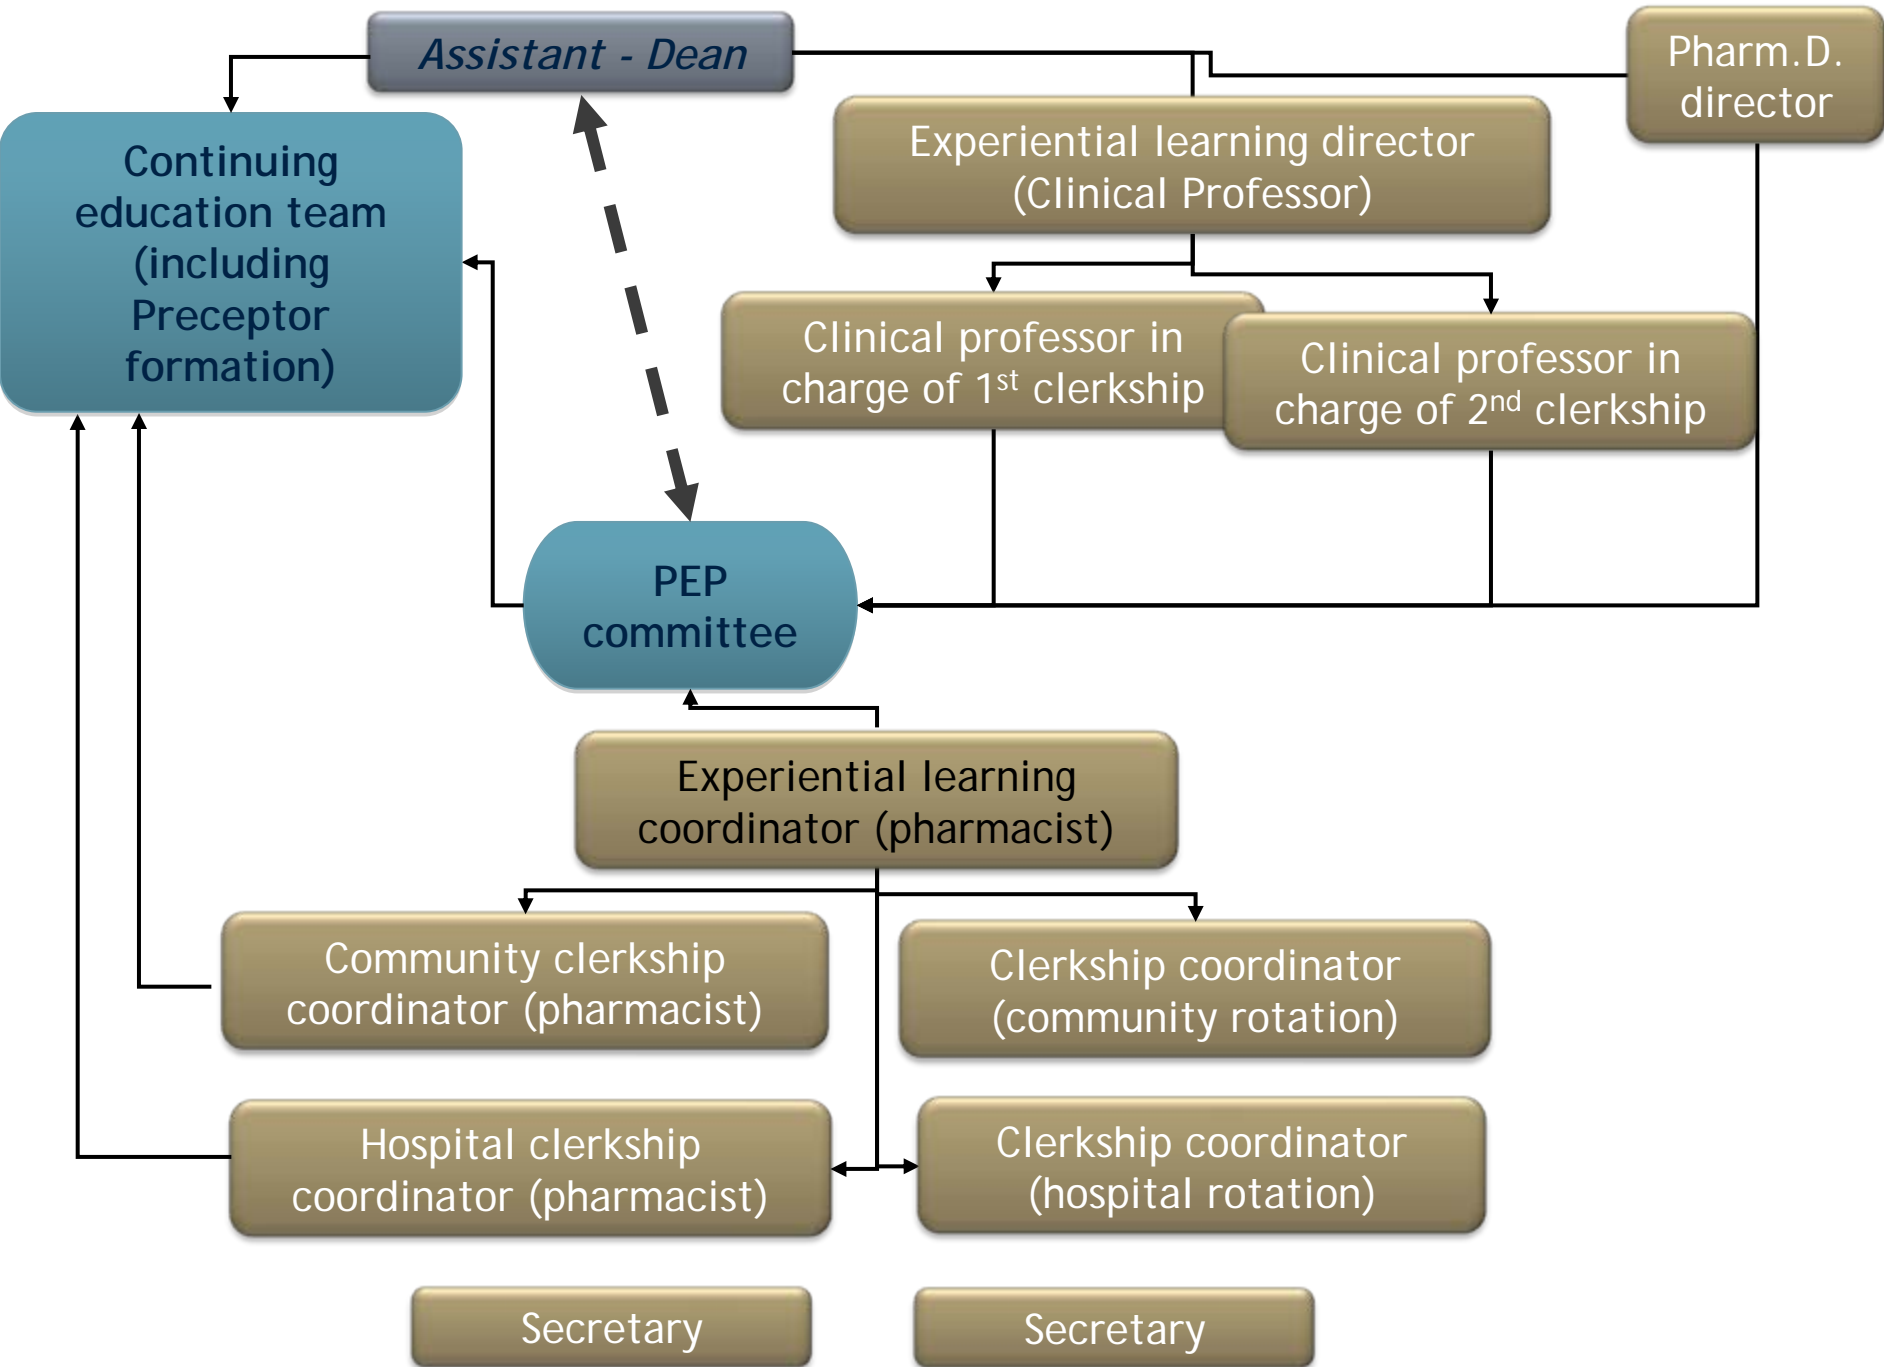 Assistant - Dean
Pharm.D.
director
Continuing
education team
(including
Preceptor
formation)
Experiential learning director
(Clinical Professor)
Clinical professor in
charge of 1st clerkship
Clinical professor in
charge of 2nd clerkship
PEP
committee
Experiential learning
coordinator (pharmacist)
Community clerkship
coordinator (pharmacist)
Clerkship coordinator
(community rotation)
Hospital clerkship
coordinator (pharmacist)
Clerkship coordinator
(hospital rotation)
Secretary
Secretary